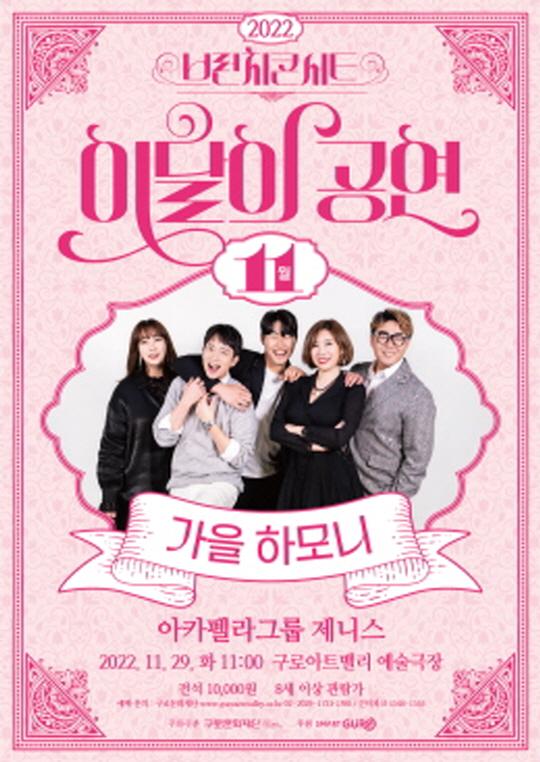 2022
브런치콘서트
이달의 공연
11월
가을 하모니
아카펠라그룹 제니스
2022. 11. 29. 화 11:00 구로아트밸리 예술극장
전석 10,000원 8세 이상 관람가
구로문화재단
SMART GURO